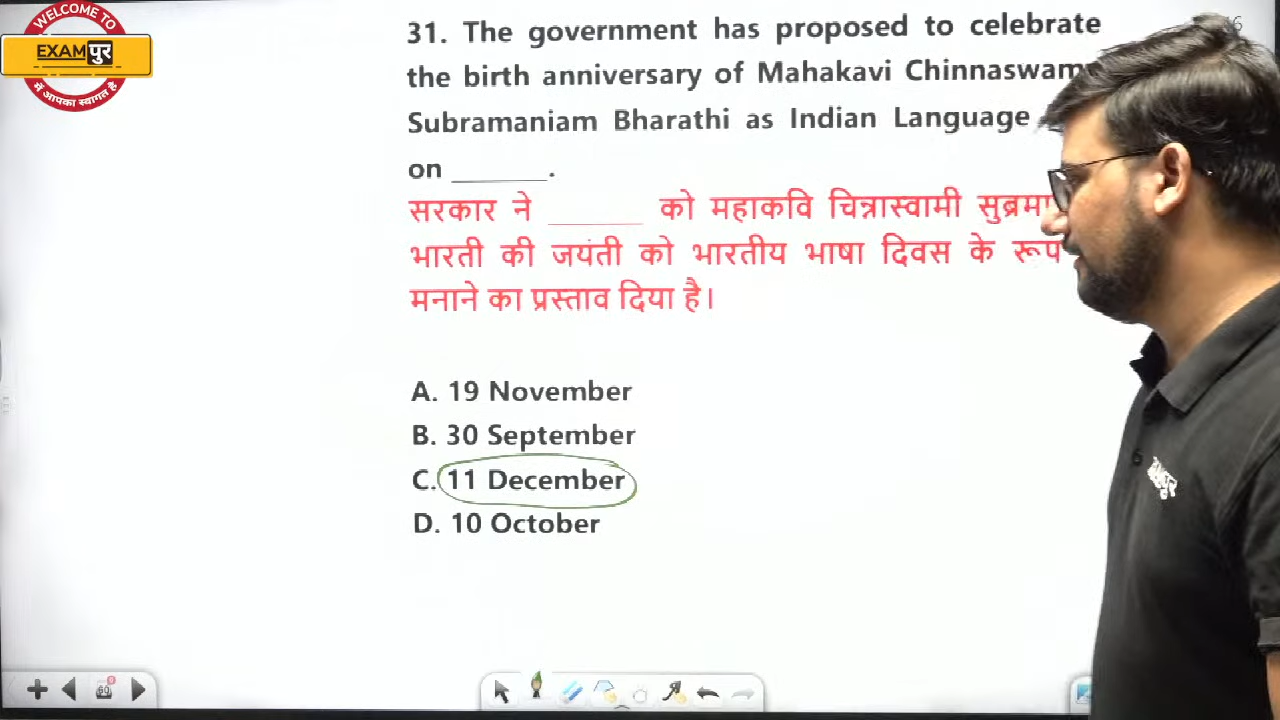 WELCOME TO
EXAMपुर
में आपका स्वागत है
31. The government has proposed to celebrate
the birth anniversary of Mahakavi Chinnaswam
Subramaniam Bharathi as Indian Language
on ______.
सरकार ने ______ को महाकवि चिन्नास्वामी
भारती की जयंती को भारतीय भाषा दिवस के रूप
मनाने का प्रस्ताव दिया है।
A. 19 November
B. 30 September
C. 11 December
D. 10 October
60